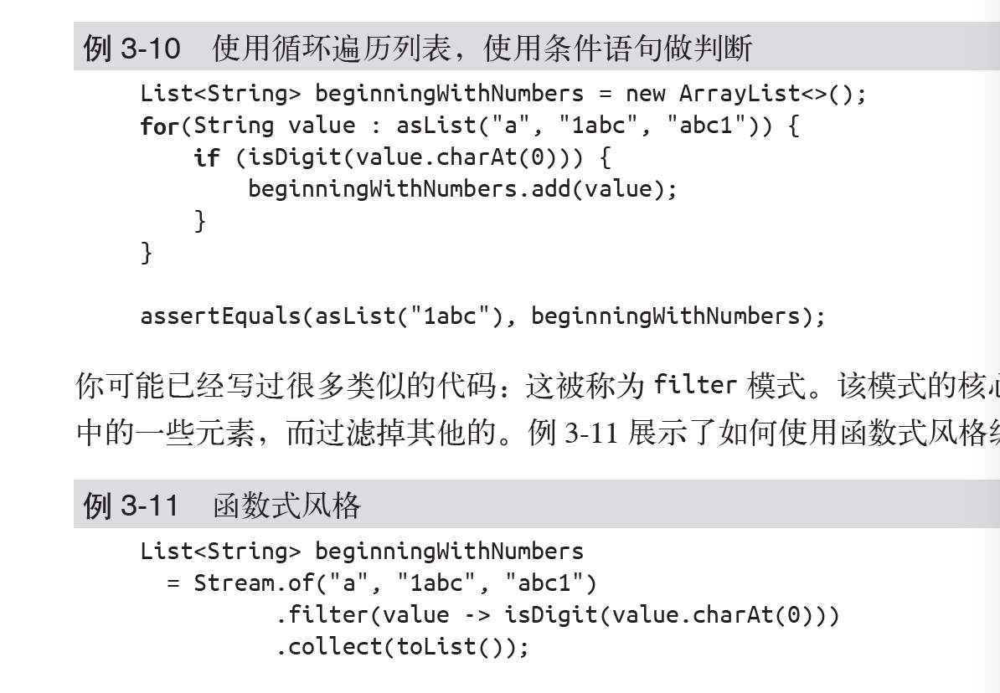 例 3-10 使用循环遍历列表，使用条件语句做判断
List<String> beginningWithNumbers = new ArrayList<>();
for(String value : asList("a", "1abc", "abc1")) {
    if (isDigit(value.charAt(0))) {
        beginningWithNumbers.add(value);
    }
}
assertEquals(asList("1abc"), beginningWithNumbers);
你可能已经写过很多类似的代码：这被称为 filter 模式。该模式的核
中的一些元素，而过滤掉其他的。例 3-11 展示了如何使用函数式风格
例 3-11 函数式风格
List<String> beginningWithNumbers
  = Stream.of("a", "1abc", "abc1")
          .filter(value -> isDigit(value.charAt(0)))
          .collect(toList());